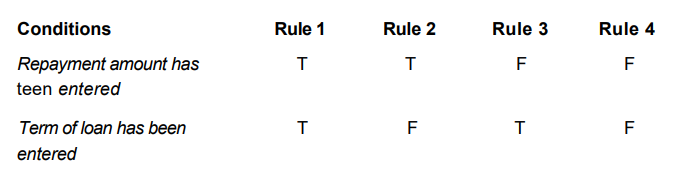 Conditions Rule 1 Rule 2 Rule 3 Rule 4
Repayment amount has T T F F
teen entered
Term of loan has been T F T F
entered